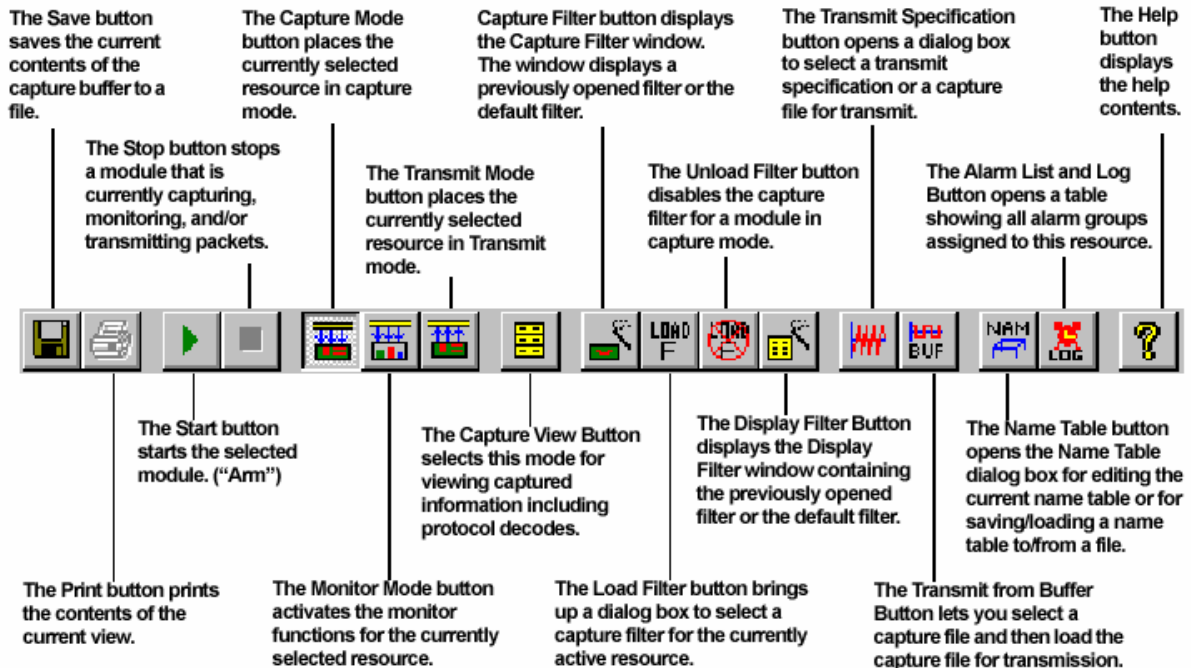 The Save button
saves the current
contents of the
capture buffer to a
file.
The Capture Mode
button places the
currently selected
resource in capture
mode.
Capture Filter button displays
the Capture Filter window.
The window displays a
previously opened filter or the
default filter.
The Transmit Specification
button opens a dialog box
to select a transmit
specification or a capture
file for transmit.
The Help
button
displays
the help
contents.
The Stop button stops
a module that is
currently capturing,
monitoring, and/or
transmitting packets.
The Transmit Mode
button places the
currently selected
resource in Transmit
mode.
The Unload Filter button
disables the capture
filter for a module in
capture mode.
The Alarm List and Log
Button opens a table
showing all alarm groups
assigned to this resource.
LOAD
F
LOAD
F
BUF
NAM
LOG
?
The Start button
starts the selected
module. (“Arm”)
The Capture View Button
selects this mode for
viewing captured
information including
protocol decodes.
The Display Filter Button
displays the Display
Filter window containing
the previously opened
filter or the default filter.
The Name Table button
opens the Name Table
dialog box for editing the
current name table or for
saving/loading a name
table to/from a file.
The Print button prints
the contents of the
current view.
The Monitor Mode button
activates the monitor
functions for the currently
selected resource.
The Load Filter button brings
up a dialog box to select a
capture filter for the currently
active resource.
The Transmit from Buffer
Button lets you select a
capture file and then load the
capture file for transmission.